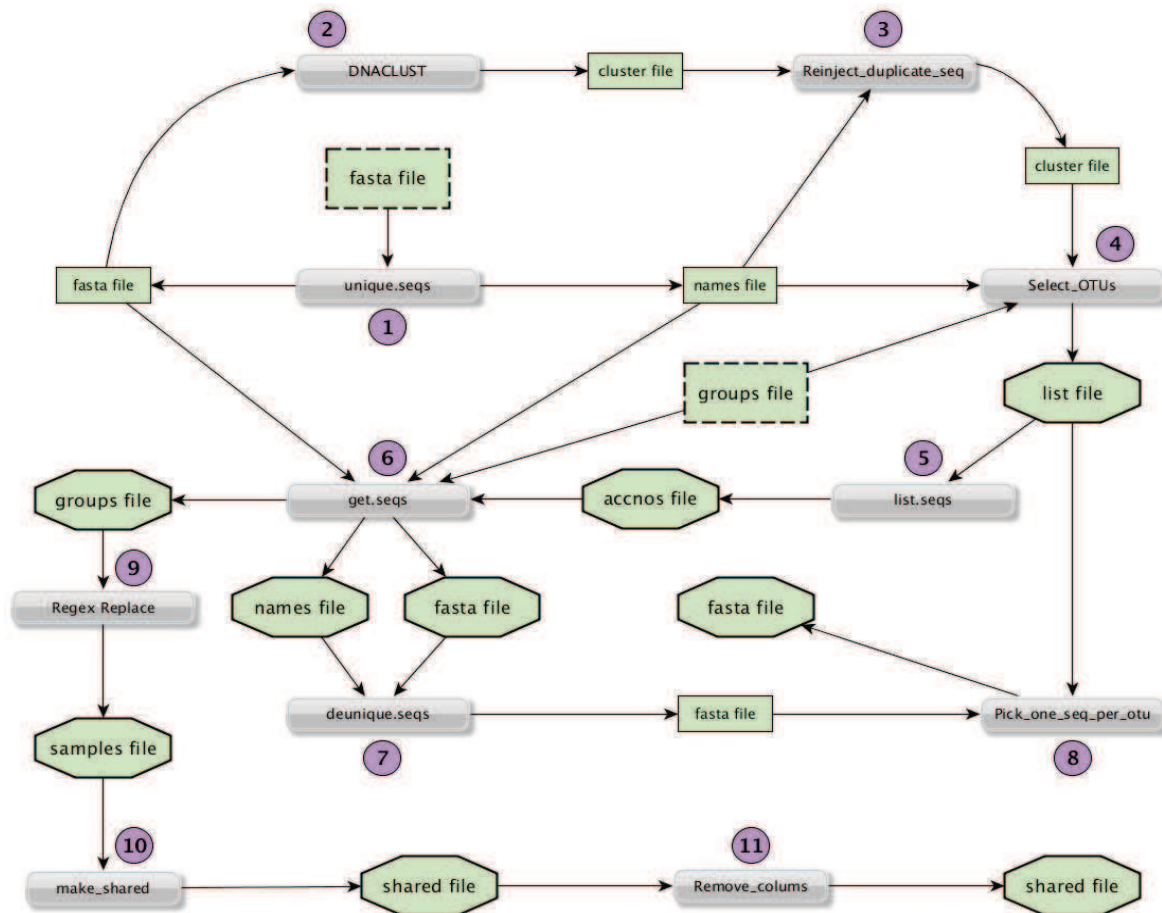 2
3
DNACLUST
cluster file
Reinject_duplicate_seq
fasta file
cluster file
4
fasta file
unique.seqs
names file
Select_OTUs
1
groups file
list file
6
5
groups file
get.seqs
accnos file
list.seqs
9
Regex Replace
names file
fasta file
fasta file
samples file
deunique.seqs
fasta file
Pick_one_seq_per_otu
7
8
10
11
make_shared
shared file
Remove_colums
shared file